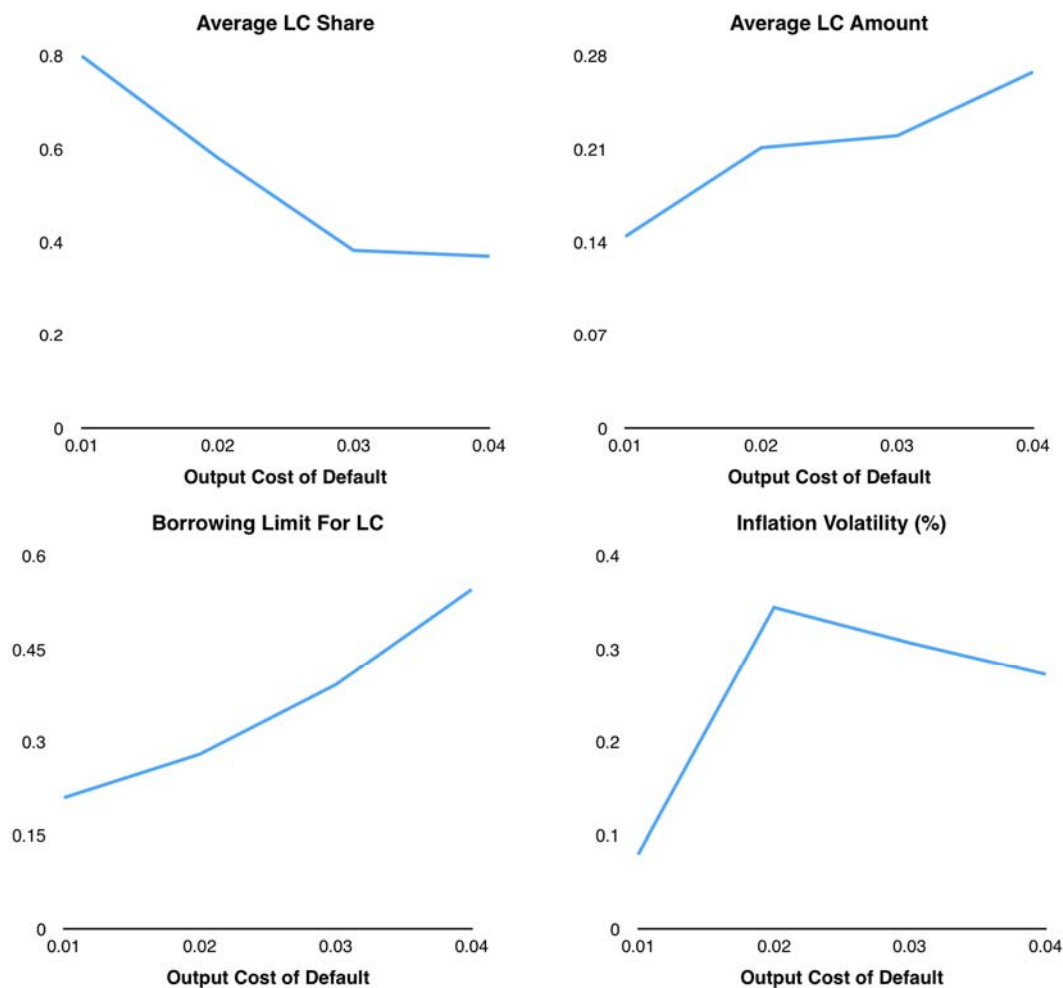 Average LC Share
0.8
0.6
0.4
0.2
0
0.01 0.02 0.03 0.04
Output Cost of Default
Average LC Amount
0.28
0.21
0.14
0.07
0
0.01 0.02 0.03 0.04
Output Cost of Default
Borrowing Limit For LC
0.6
0.45
0.3
0.15
0
0.01 0.02 0.03 0.04
Output Cost of Default
Inflation Volatility (%)
0.4
0.3
0.2
0.1
0
0.01 0.02 0.03 0.04
Output Cost of Default